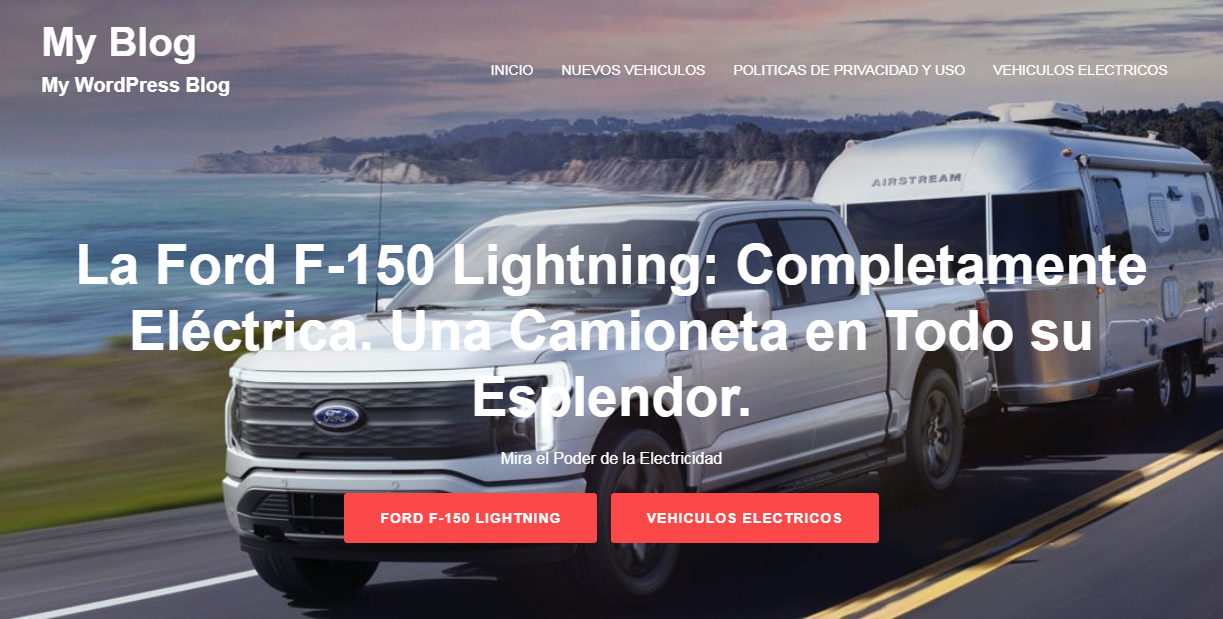 My Blog
My WordPress Blog
INICIO NUEVOS VEHICULOS POLITICAS DE PRIVACIDAD Y USO VEHICULOS ELECTRICOS
AIRSTREAM
La Ford F-150 Lightning: Completamente
Eléctrica. Una Camioneta en Todo su
Esplendor.
Ford
Mira el Poder de la Electricidad
FORD F-150 LIGHTNING
VEHICULOS ELECTRICOS